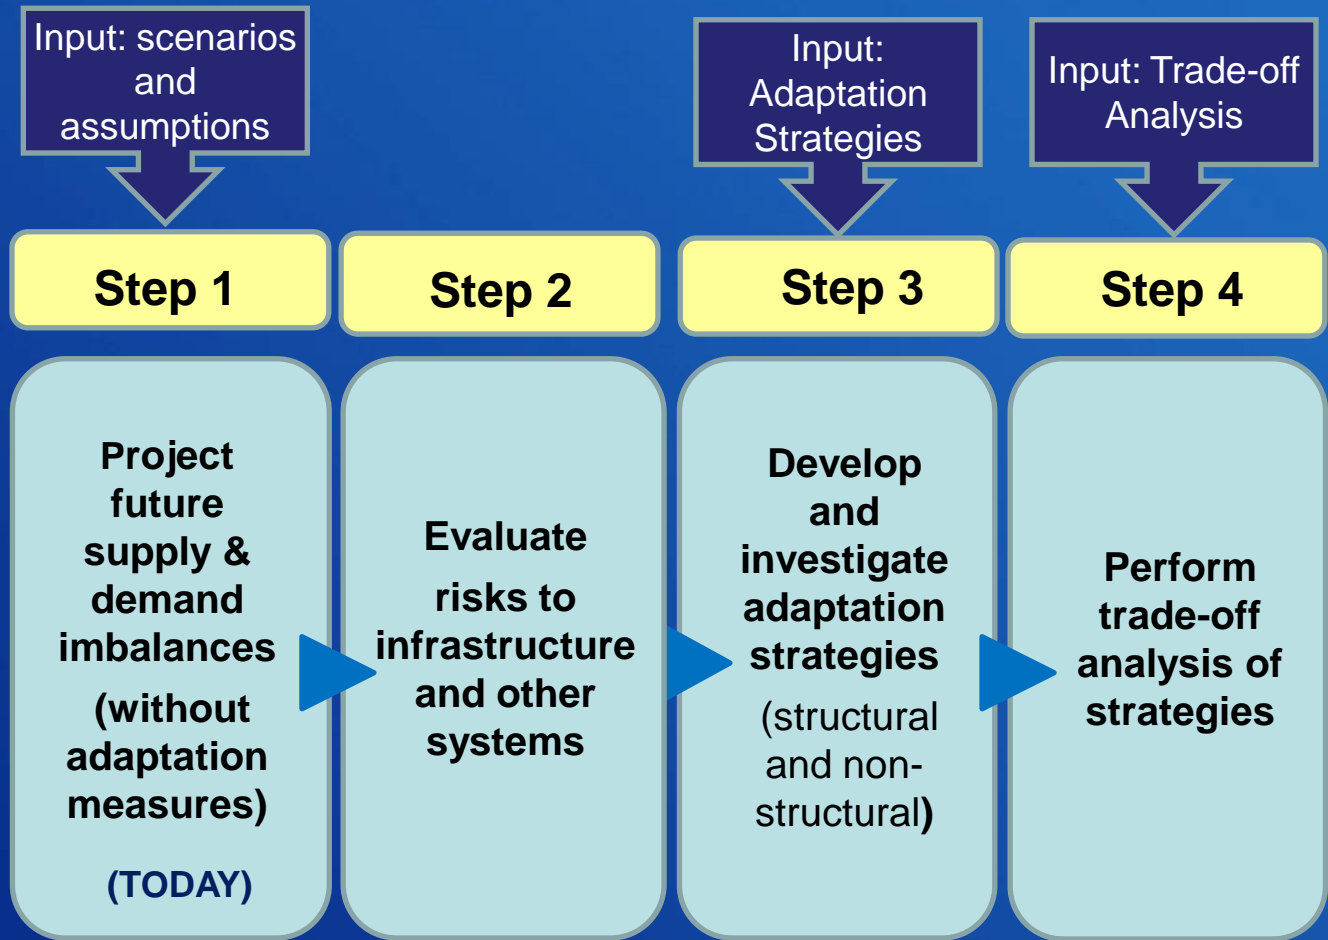 Input: scenarios
and
assumptions
Input:
Adaptation
Strategies
Input: Trade-off
Analysis
Step 1
Step 2
Step 3
Step 4
Project
future
supply &
demand
imbalances
(without
adaptation
measures)
(TODAY)
Evaluate
risks to
infrastructure
and other
systems
Develop
and
investigate
adaptation
strategies
(structural
and non-
structural)
Perform
trade-off
analysis of
strategies